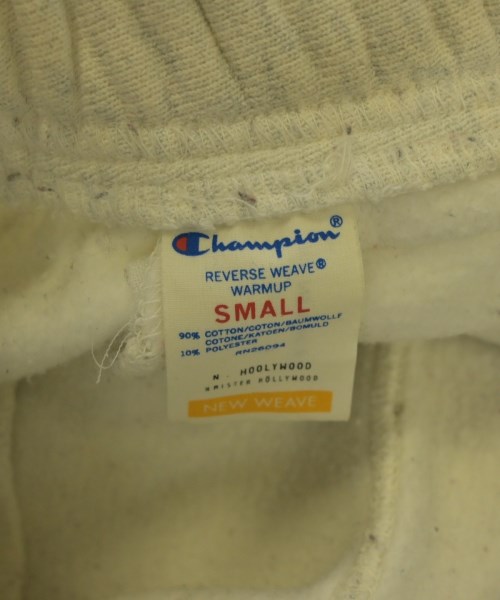 Champion®
REVERSE WEAVE®
WARMUP
SMALL
90% COTTON/COTON/BAUMWOLLE
COTONE/KATOEN/BOMULD
10% POLYESTER
RN26094
N. HOOLYWOOD
MRISTER HOLLYWOOD
NEW WEAVE